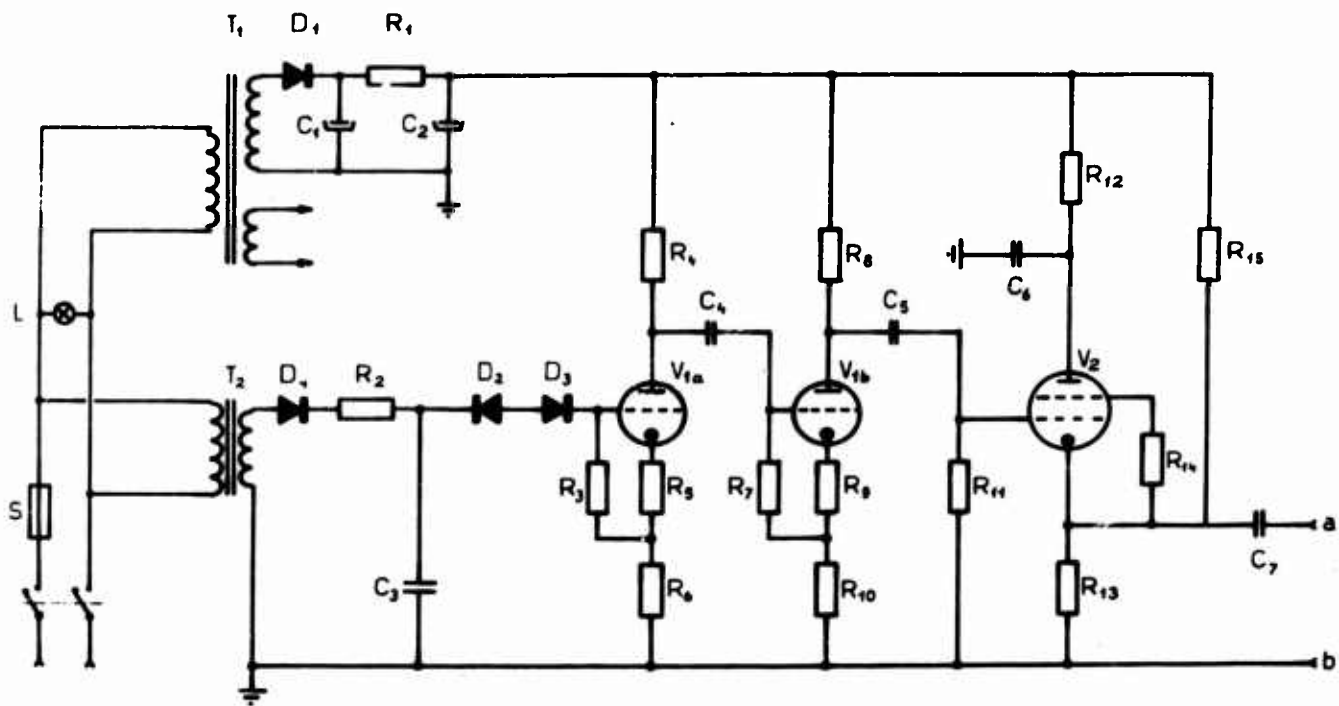 T₁ D₁ R₁
C₁ C₂
R₁₂
R₄ R₈ R₁₅
C₆
L
C₄ C₅
T₂ D₄ R₂ D₂ D₃ V₁ₐ V₁b V₂
R₁₄
S R₃ R₅ R₇ R₉ R₁₁
a
C₇
C₃ R₆ R₁₀ R₁₃
b